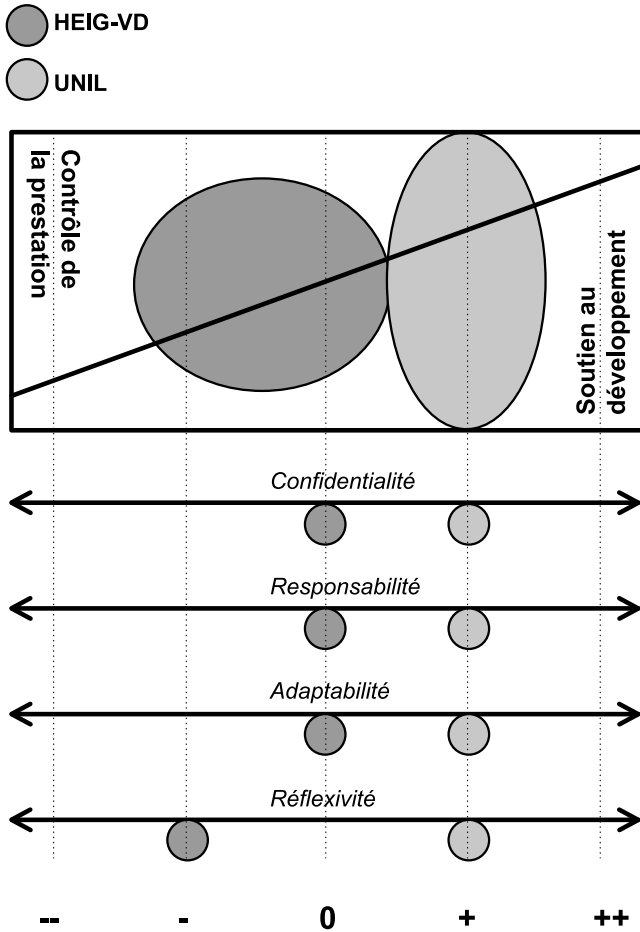 HEIG-VD
UNIL
Contrôle de
la prestation
Soutien au
développement
Confidentialité
Responsabilité
Adaptabilité
Réflexivité
-- - 0 + ++